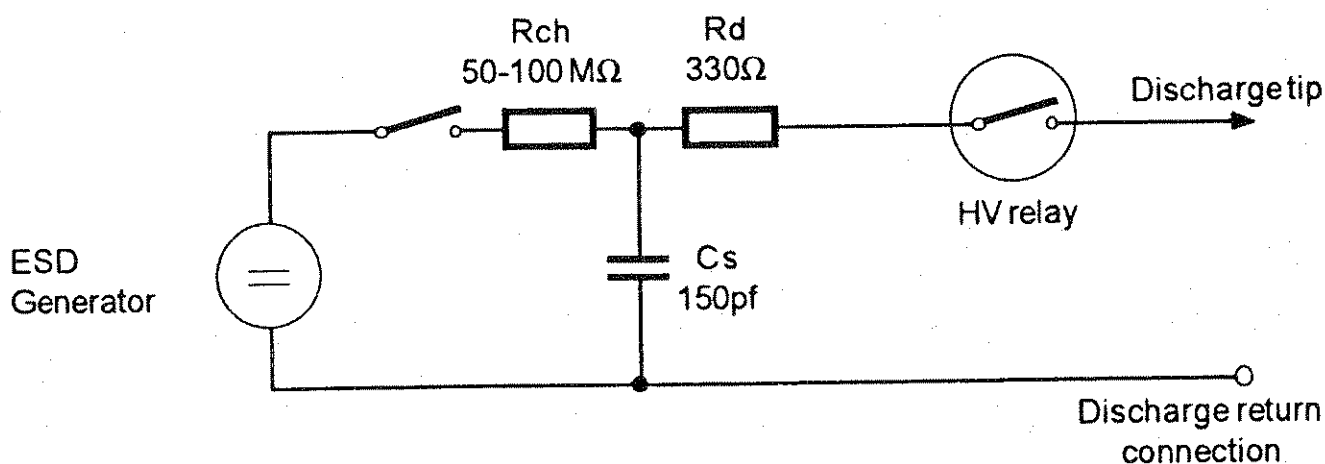 Rch
50-100 MΩ
Rd
330Ω
Discharge tip
HV relay
ESD
Generator
Cs
150pf
Discharge return
connection